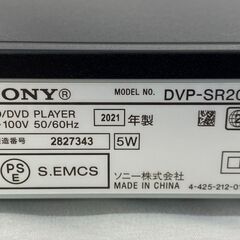 ONY®
MODEL NO. DVP-SR20
D/DVD PLAYER
100V 50/60Hz
2021 年製
造番号 2827343
5W
PS E
S.EMCS
ソニー株式会社
MADE IN CHINA
4-425-212-01